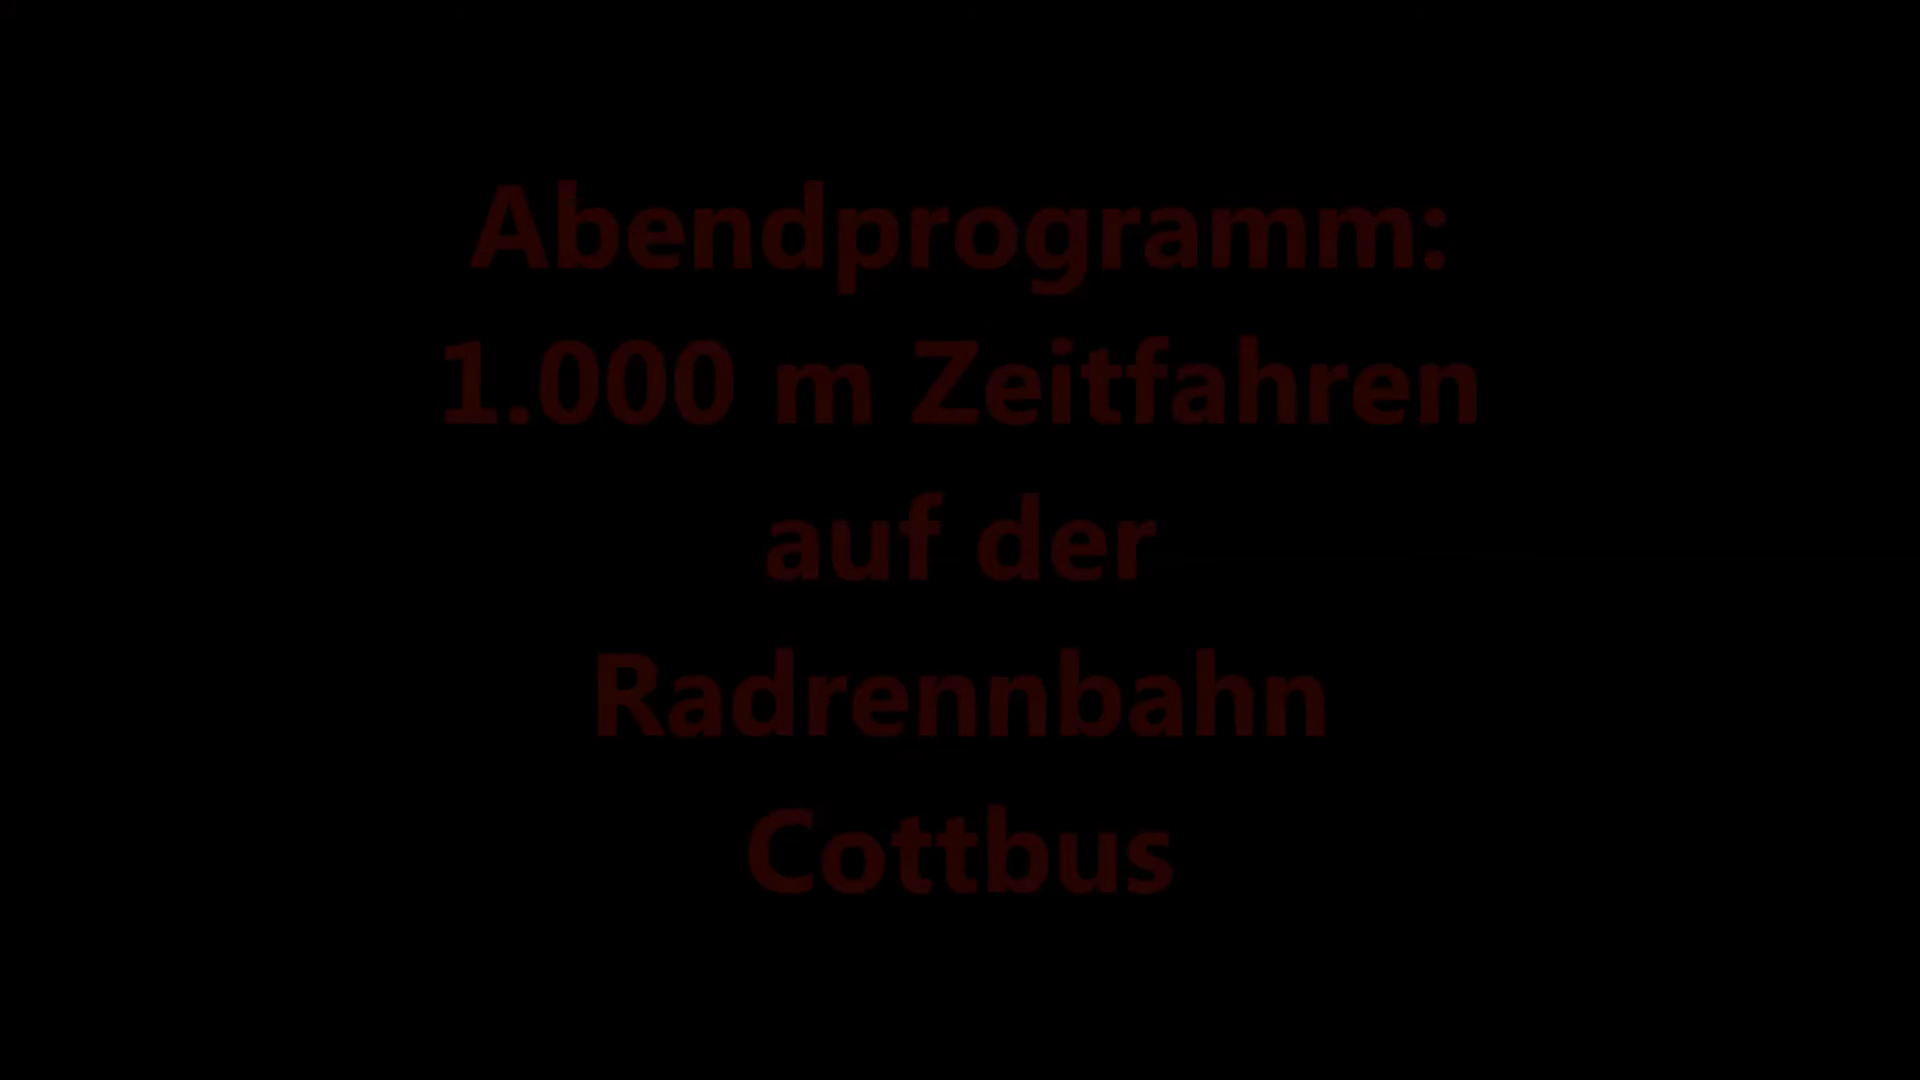 Abendprogramm:
1.000 m Zeitfahren
auf der
Radrennbahn
Cottbus